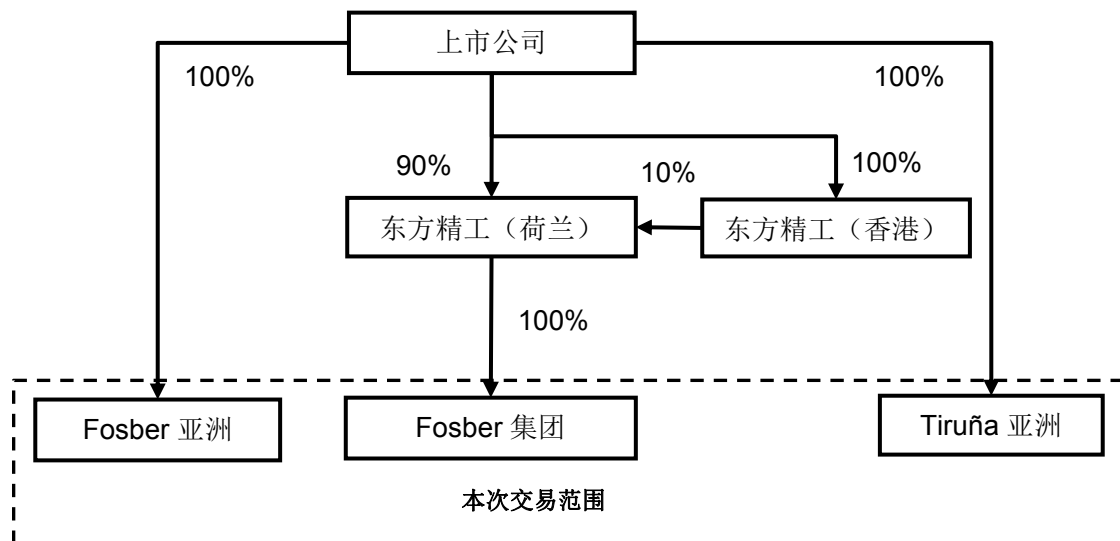 上市公司
100%
100%
90%
10%
100%
东方精工（荷兰）
东方精工（香港）
100%
Fosber 亚洲
Fosber 集团
Tiruña 亚洲
本次交易范围